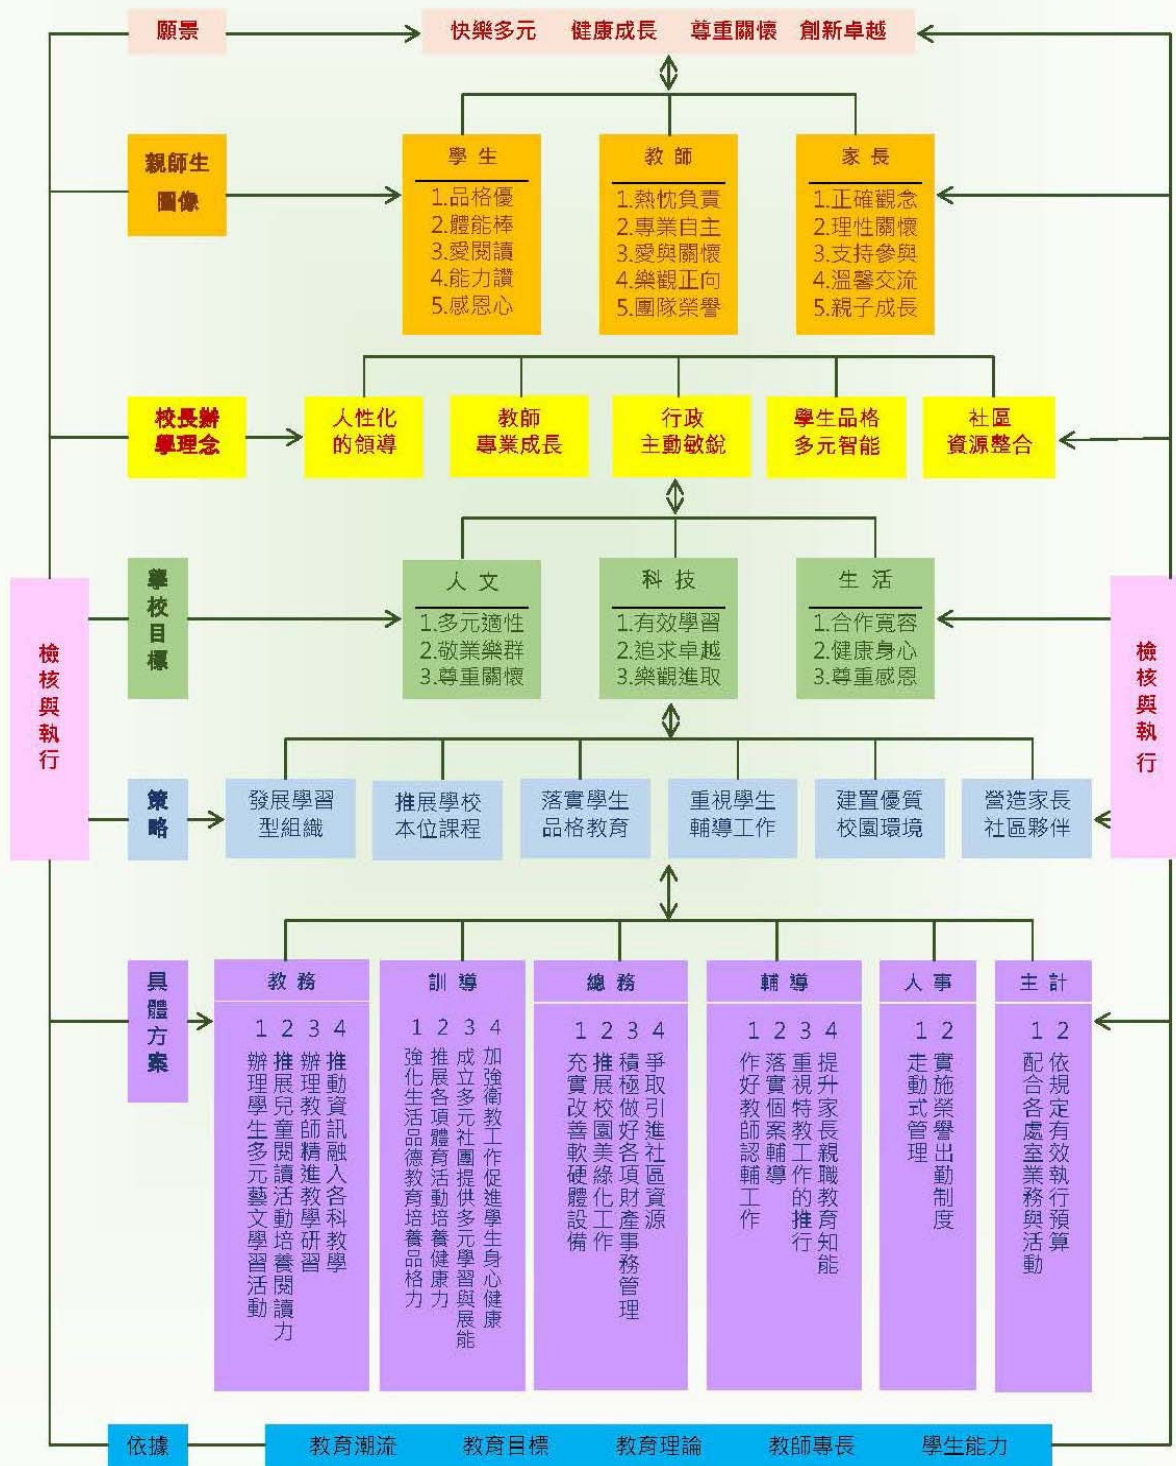 願景
快樂多元 健康成長 尊重關懷 創新卓越
親師生
圖像
學生
1.品格優
2.體能棒
3.愛閱讀
4.能力讚
5.感恩心
教師
1.熱忱負責
2.專業自主
3.愛與關懷
4.樂觀正向
5.團隊榮譽
家長
1.正確觀念
2.理性關懷
3.支持參與
4.溫馨交流
5.親子成長
校長辦
學理念
人性化
的領導
教師
專業成長
行政
主動敏銳
學生品格
多元智能
社區
資源整合
學校目標
人文
1.多元適性
2.敬業樂群
3.尊重關懷
科技
1.有效學習
2.追求卓越
3.樂觀進取
生活
1.合作寬容
2.健康身心
3.尊重感恩
檢核與執行
檢核與執行
策略
發展學習
型組織
推展學校
本位課程
落實學生
品格教育
重視學生
輔導工作
建置優質
校園環境
營造家長
社區夥伴
具體方案
教務
1辦理學生多元藝文學習活動
2推展兒童閱讀活動培養閱讀力
3辦理教師精進教學研習
4推動資訊融入各科教學
訓導
1強化生活品德教育培養品格力
2推展各項體育活動培養健康力
3成立多元社團提供多元學習與展能
4加強衛教工作促進學生身心健康
總務
1充實改善軟硬體設備
2推展校園美綠化工作
3積極做好各項財產事務管理
4爭取引進社區資源
輔導
1作好教師認輔工作
2落實個案輔導
3重視特教工作的推行
4提升家長親職教育知能
人事
1走動式管理
2實施榮譽出勤制度
主計
1配合各處室業務與活動
2依規定有效執行預算
依據
教育潮流 教育目標 教育理論 教師專長 學生能力